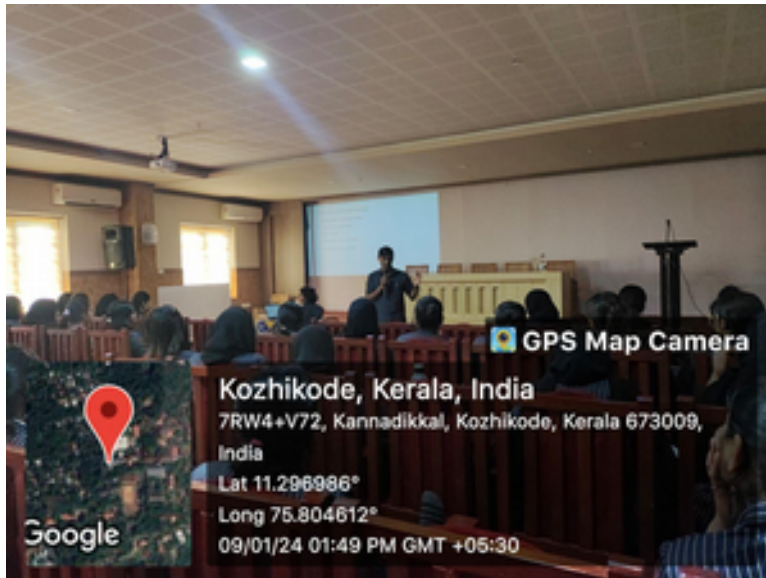 GPS Map Camera
Kozhikode, Kerala, India
7RW4+V72, Kannadikkal, Kozhikode, Kerala 673009,
India
Lat 11.296986°
Long 75.804612°
09/01/24 01:49 PM GMT +05:30
Google